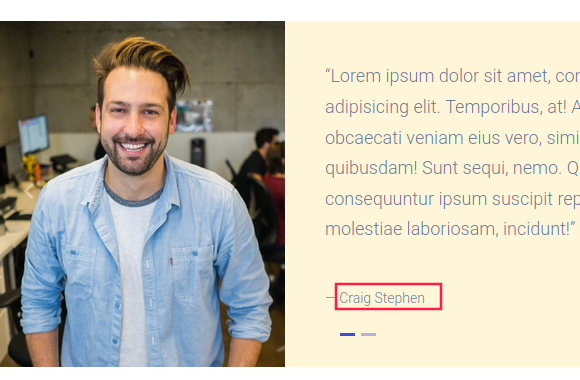 “Lorem ipsum dolor sit amet, con
adipisicing elit. Temporibus, at! A
obcaecati veniam eius vero, simi
quibusdam! Sunt sequi, nemo. Q
consequuntur ipsum suscipit rep
molestiae laboriosam, incidunt!”
— Craig Stephen